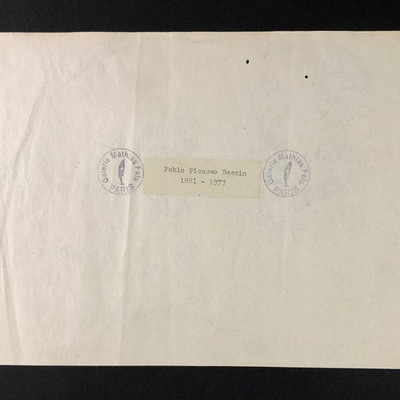 Galerie Mathias Fels
PARIS
Pablo Picasso Dessin
1881 - 1973
Galerie Mathias Fels
PARIS